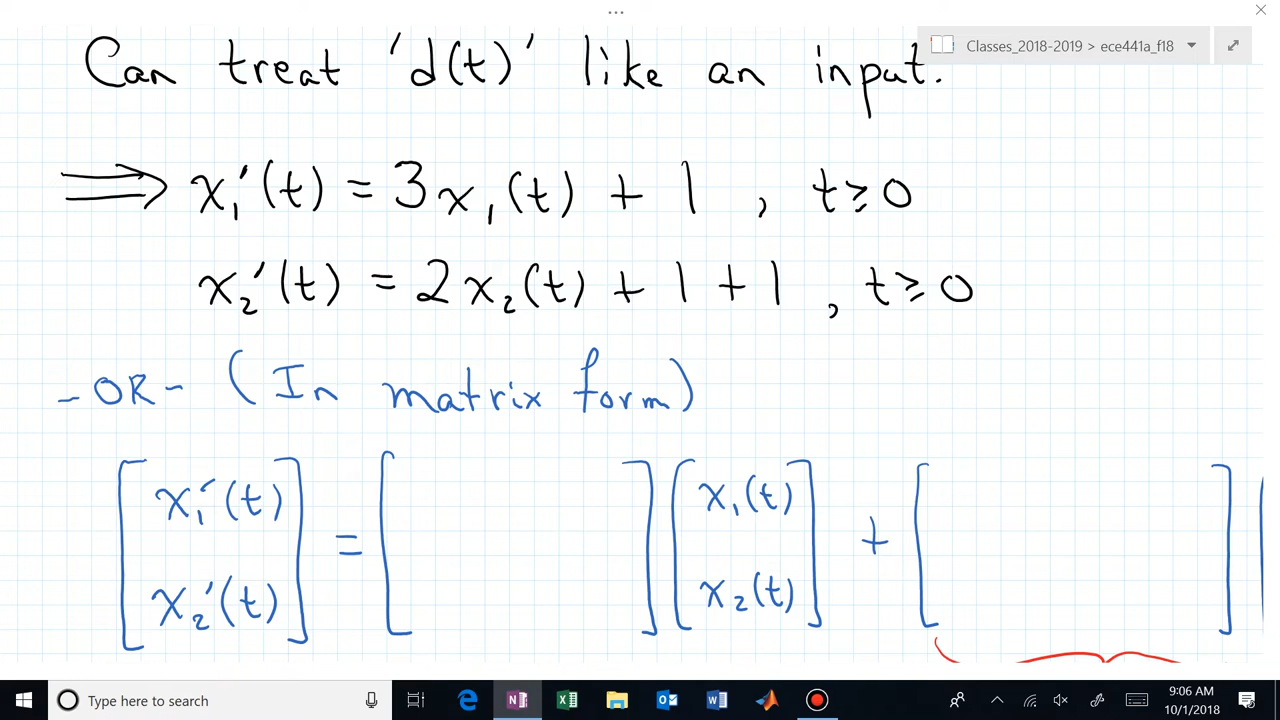 Classes_2018-2019 > ece441a_f18
Can treat 'd(t)' like an input.
⟹ x₁'(t) = 3x₁(t) + 1 , t ≥ 0
x₂'(t) = 2x₂(t) + 1 + 1 , t ≥ 0
- OR - (In matrix form)
[ x₁'(t) ] = [ ] [ x₁(t) ] + [ ] [
[ x₂'(t) ] [ x₂(t) ]
Type here to search
9:06 AM
10/1/2018